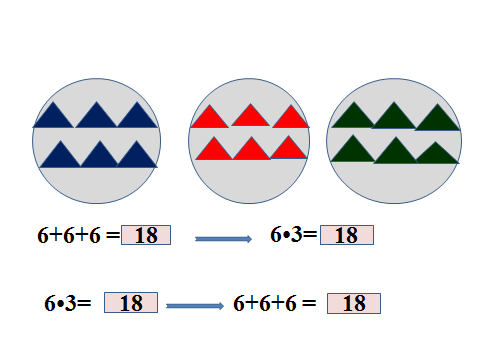 6+6+6 = 18 6•3= 18
6•3= 18 6+6+6 = 18